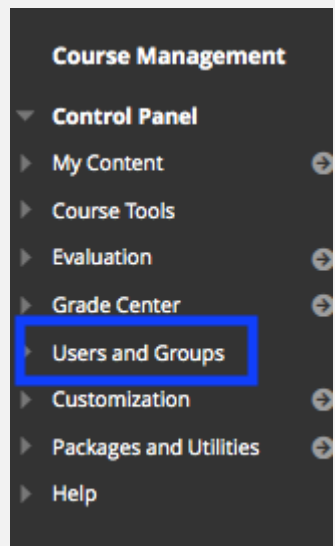 Course Management
Control Panel
My Content
Course Tools
Evaluation
Grade Center
Users and Groups
Customization
Packages and Utilities
Help